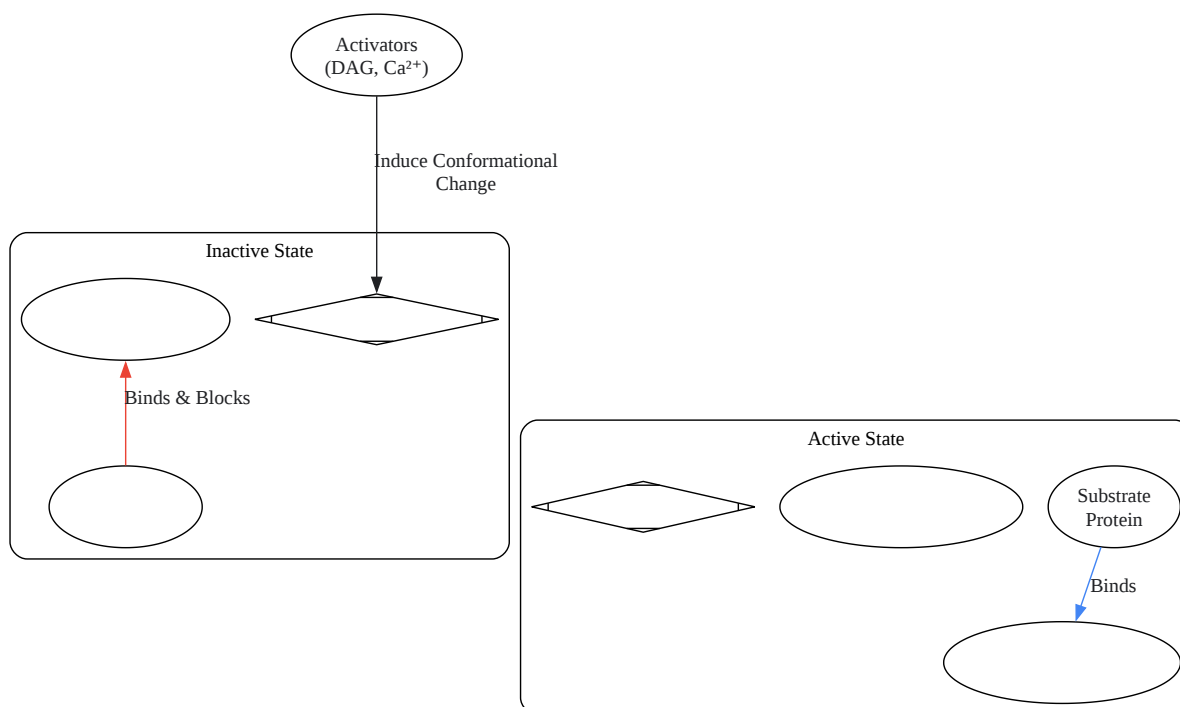 Activators
(DAG, Ca²⁺)
Induce Conformational
Change
Inactive State
Binds & Blocks
Active State
Substrate
Protein
Binds